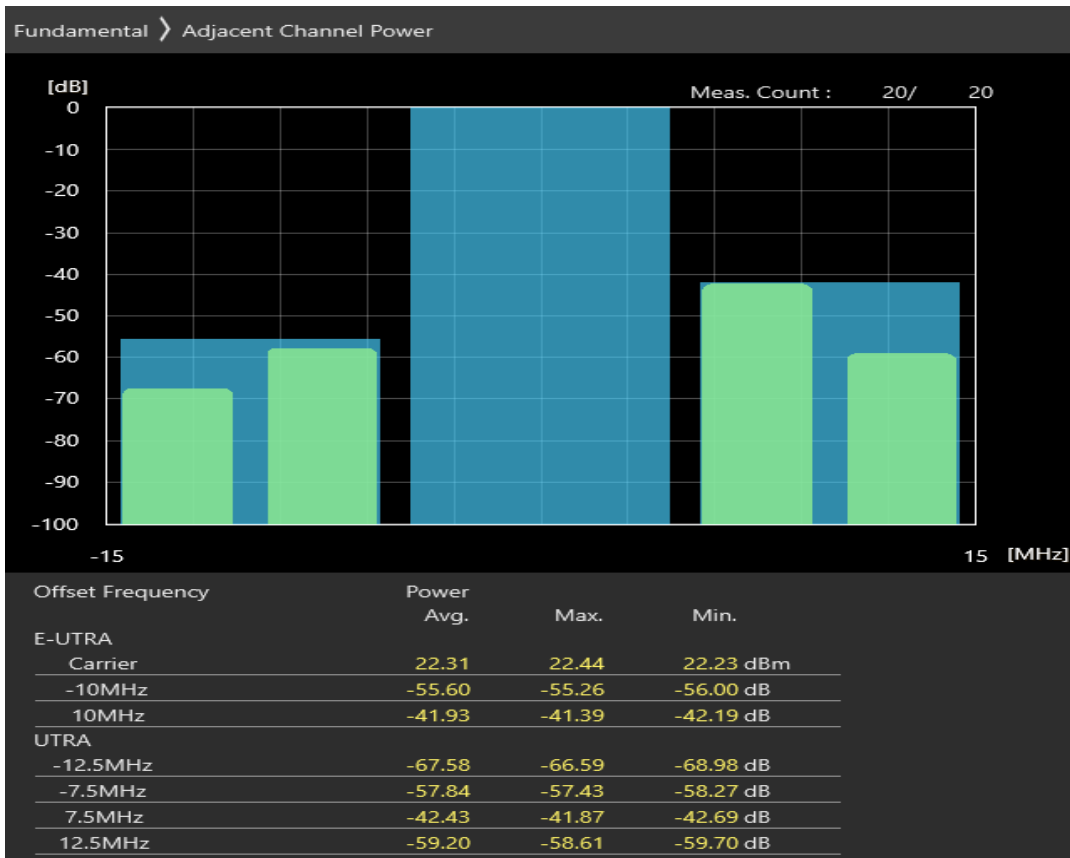 Fundamental 〉 Adjacent Channel Power
[dB]
Meas. Count : 20/ 20
0
-10
-20
-30
-40
-50
-60
-70
-80
-90
-100
-15 15 [MHz]
Offset Frequency Power
Avg. Max. Min.
E-UTRA
Carrier 22.31 22.44 22.23 dBm
-10MHz -55.60 -55.26 -56.00 dB
10MHz -41.93 -41.39 -42.19 dB
UTRA
-12.5MHz -67.58 -66.59 -68.98 dB
-7.5MHz -57.84 -57.43 -58.27 dB
7.5MHz -42.43 -41.87 -42.69 dB
12.5MHz -59.20 -58.61 -59.70 dB